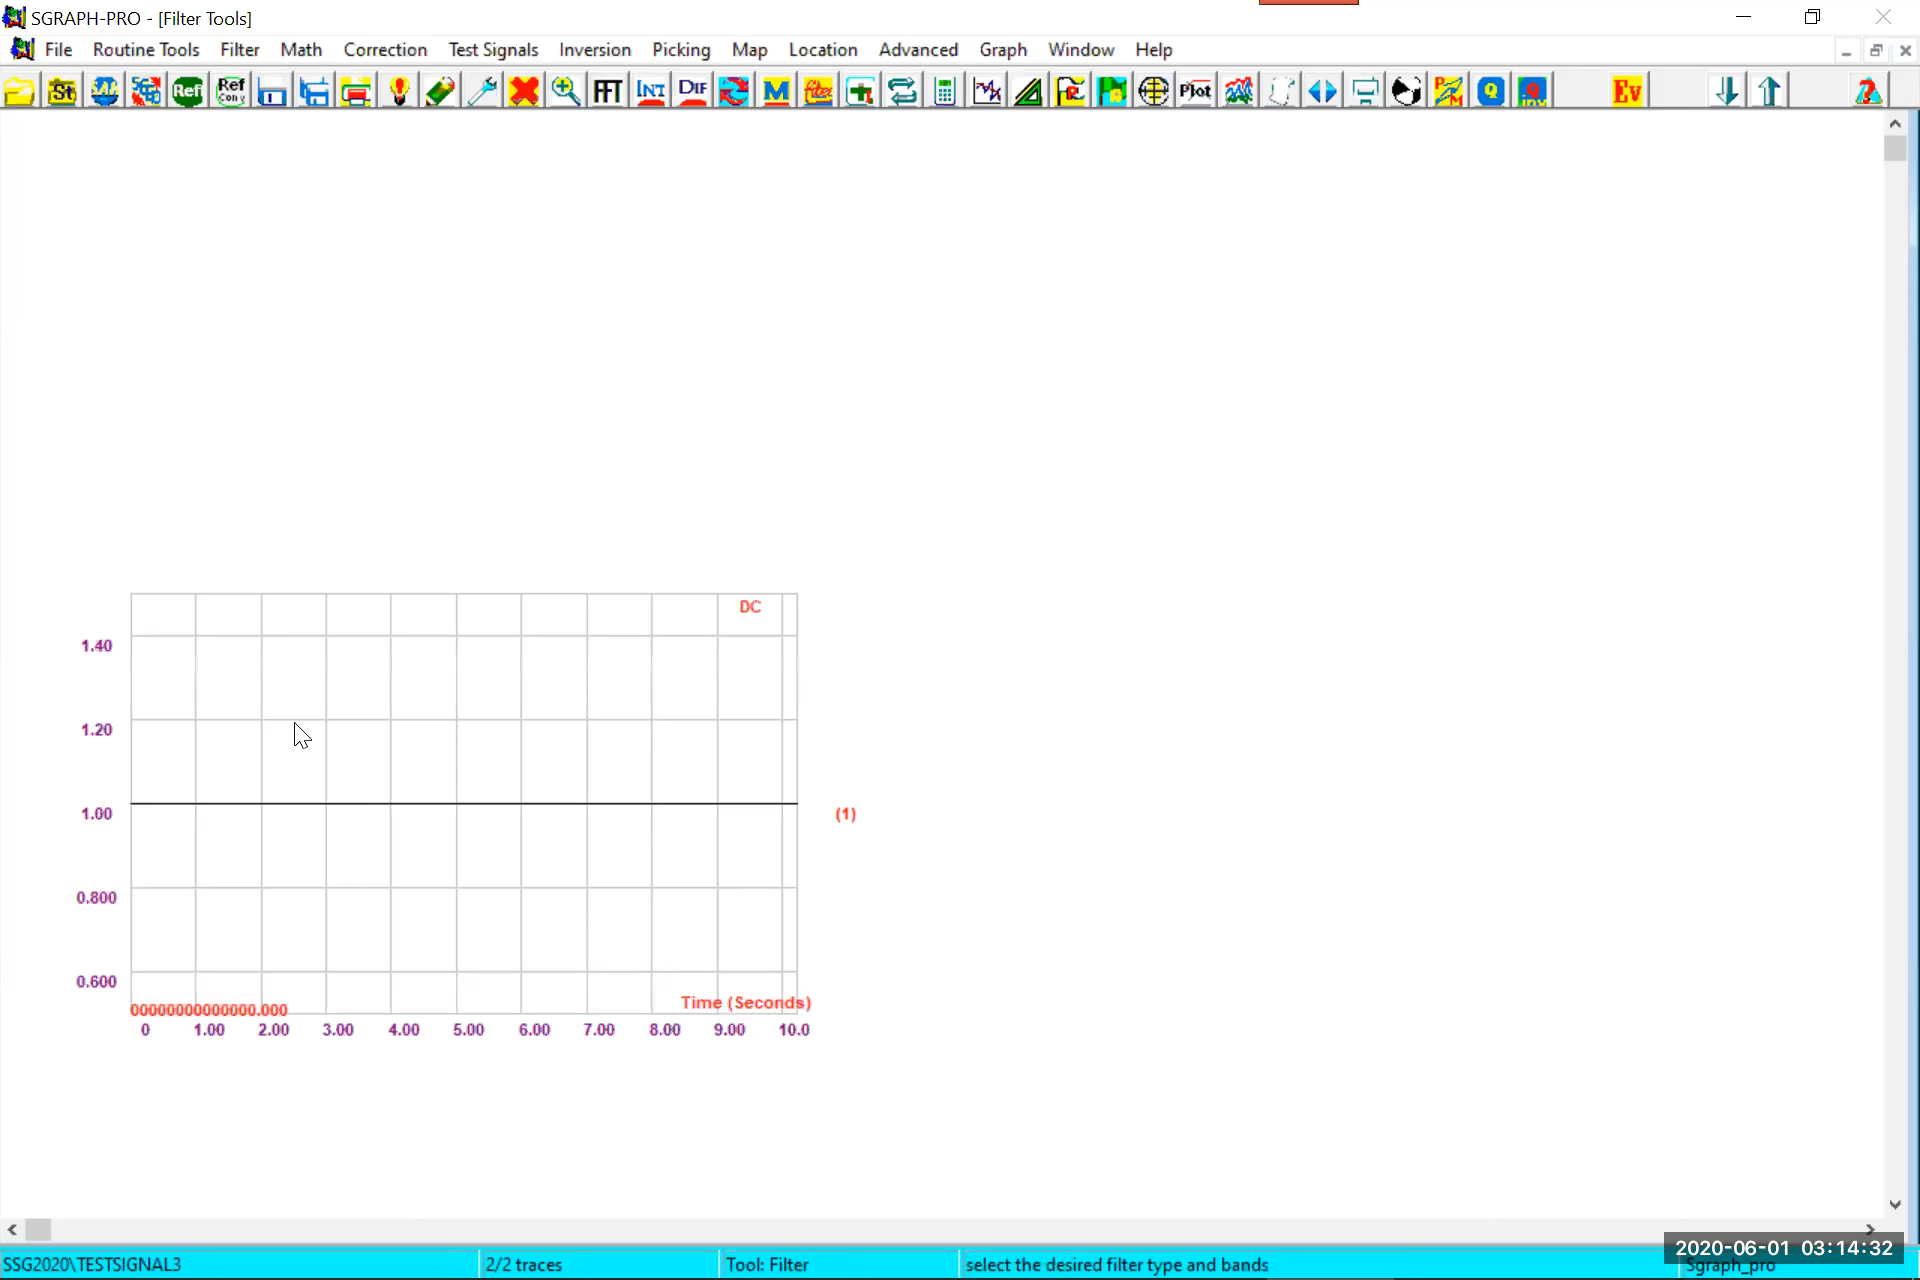 SGRAPH-PRO - [Filter Tools]
File Routine Tools Filter Math Correction Test Signals Inversion Picking Map Location Advanced Graph Window Help
St Ref Ref Cony FFT INT DIF M filter Plot Q Q inv Ev ?
DC
1.40
1.20
1.00
(1)
0.800
0.600
00000000000000.000
Time (Seconds)
0 1.00 2.00 3.00 4.00 5.00 6.00 7.00 8.00 9.00 10.0
2020-06-01 03:14:32
SSG2020\TESTSIGNAL3 2/2 traces Tool: Filter select the desired filter type and bands Sgraph_pro